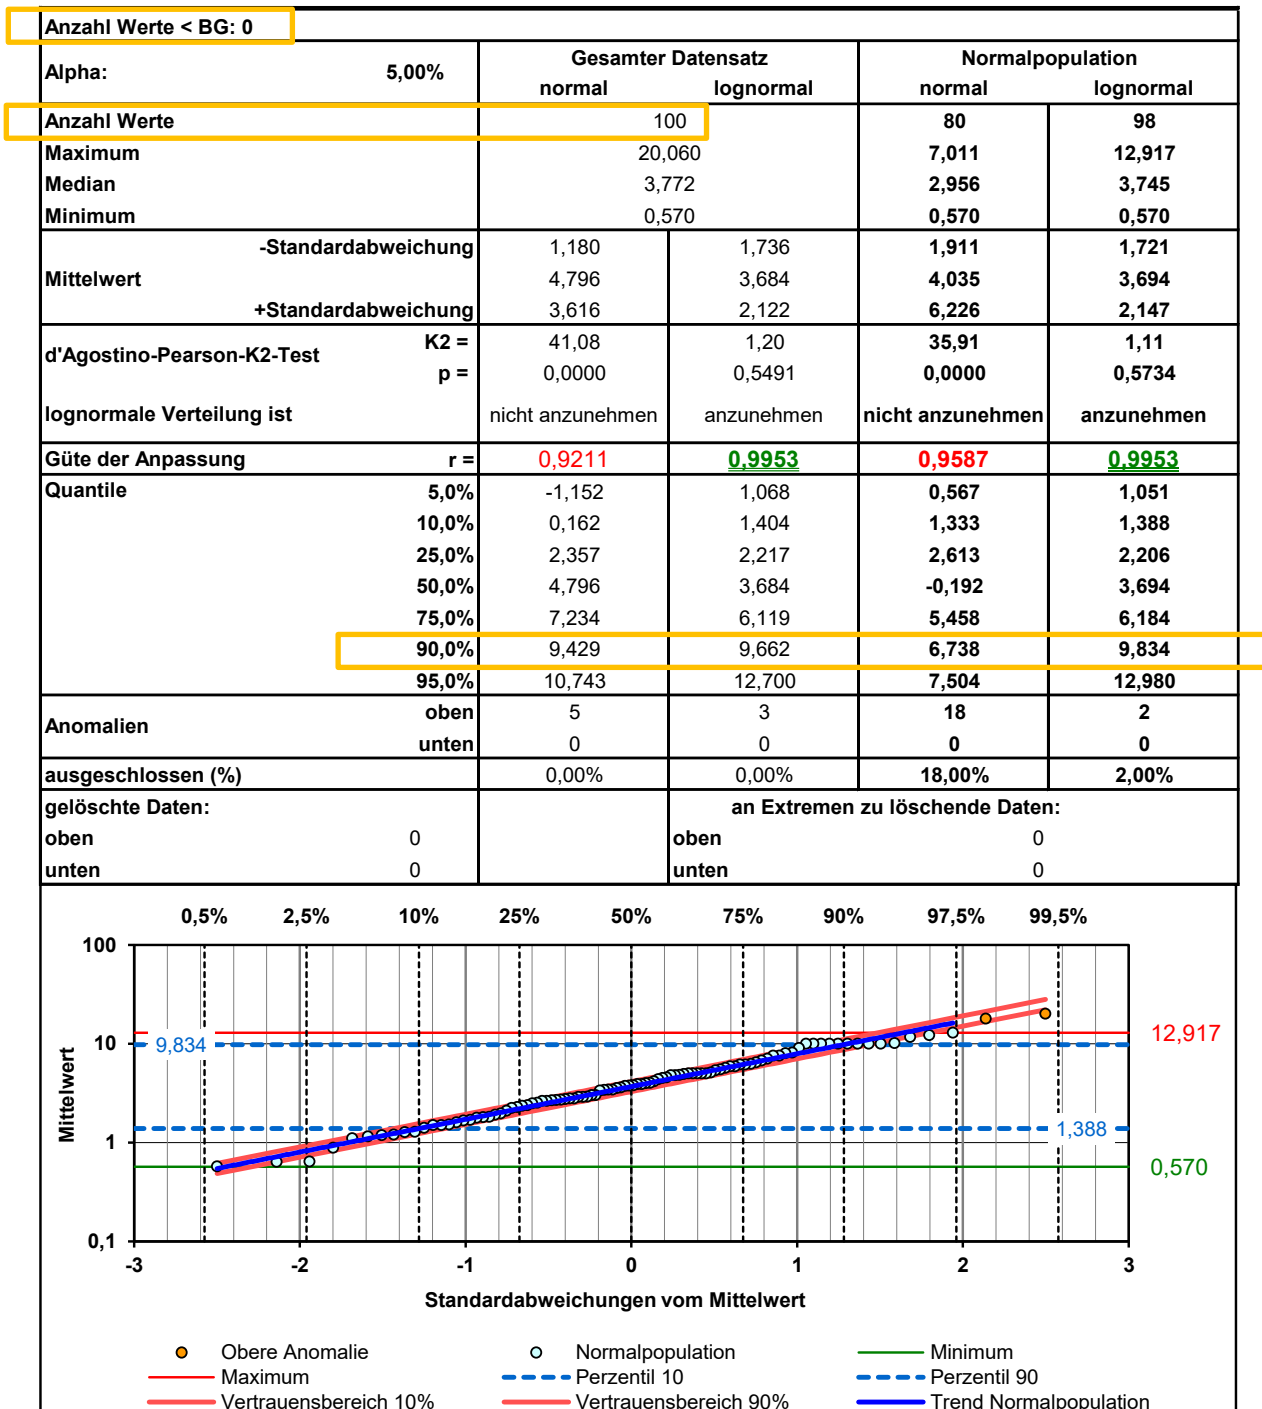 Anzahl Werte < BG: 0
Alpha: 5,00% Gesamter Datensatz Normalpopulation
normal lognormal normal lognormal
Anzahl Werte 100 80 98
Maximum 20,060 7,011 12,917
Median 3,772 2,956 3,745
Minimum 0,570 0,570 0,570
-Standardabweichung 1,180 1,736 1,911 1,721
Mittelwert 4,796 3,684 4,035 3,694
+Standardabweichung 3,616 2,122 6,226 2,147
d'Agostino-Pearson-K2-Test K2 = 41,08 1,20 35,91 1,11
p = 0,0000 0,5491 0,0000 0,5734
lognormale Verteilung ist nicht anzunehmen anzunehmen nicht anzunehmen anzunehmen
Güte der Anpassung r = 0,9211 0,9953 0,9587 0,9953
Quantile 5,0% -1,152 1,068 0,567 1,051
10,0% 0,162 1,404 1,333 1,388
25,0% 2,357 2,217 2,613 2,206
50,0% 4,796 3,684 -0,192 3,694
75,0% 7,234 6,119 5,458 6,184
90,0% 9,429 9,662 6,738 9,834
95,0% 10,743 12,700 7,504 12,980
Anomalien oben 5 3 18 2
unten 0 0 0 0
ausgeschlossen (%) 0,00% 0,00% 18,00% 2,00%
gelöschte Daten: an Extremen zu löschende Daten:
oben 0 oben 0
unten 0 unten 0
0,5% 2,5% 10% 25% 50% 75% 90% 97,5% 99,5%
100
12,917
10
9,834
Mittelwert
1
1,388
0,570
0,1
-3 -2 -1 0 1 2 3
Standardabweichungen vom Mittelwert
Obere Anomalie Normalpopulation Minimum
Maximum Perzentil 10 Perzentil 90
Vertrauensbereich 10% Vertrauensbereich 90% Trend Normalpopulation